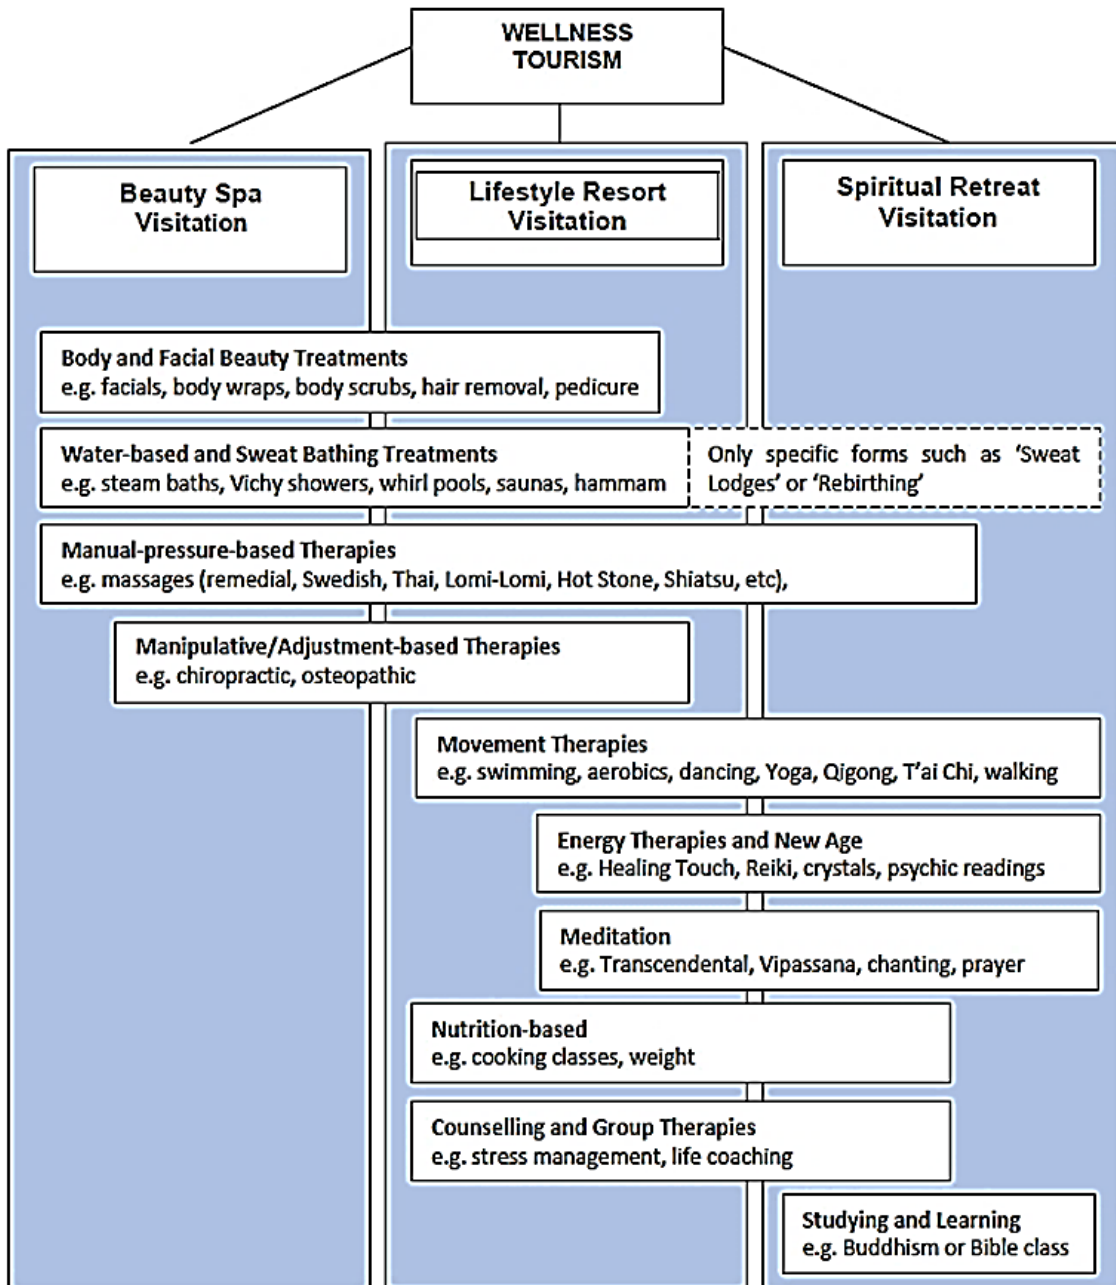 WELLNESS
TOURISM
Beauty Spa
Visitation
Lifestyle Resort
Visitation
Spiritual Retreat
Visitation
Body and Facial Beauty Treatments
e.g. facials, body wraps, body scrubs, hair removal, pedicure
Water-based and Sweat Bathing Treatments
e.g. steam baths, Vichy showers, whirl pools, saunas, hammam
Only specific forms such as ‘Sweat
Lodges’ or ‘Rebirthing’
Manual-pressure-based Therapies
e.g. massages (remedial, Swedish, Thai, Lomi-Lomi, Hot Stone, Shiatsu, etc),
Manipulative/Adjustment-based Therapies
e.g. chiropractic, osteopathic
Movement Therapies
e.g. swimming, aerobics, dancing, Yoga, Qigong, T’ai Chi, walking
Energy Therapies and New Age
e.g. Healing Touch, Reiki, crystals, psychic readings
Meditation
e.g. Transcendental, Vipassana, chanting, prayer
Nutrition-based
e.g. cooking classes, weight
Counselling and Group Therapies
e.g. stress management, life coaching
Studying and Learning
e.g. Buddhism or Bible class